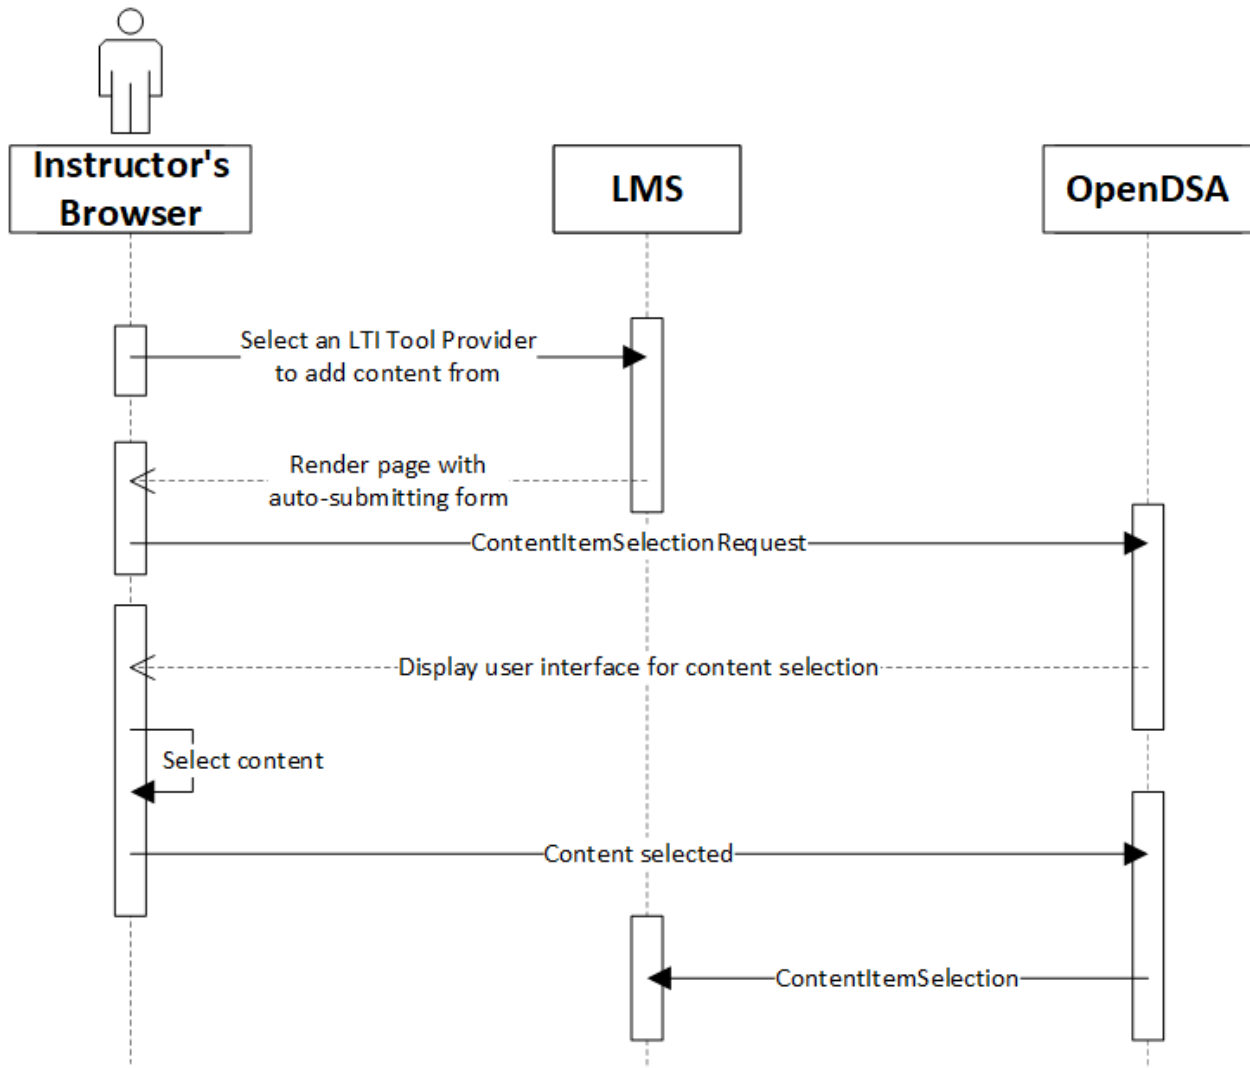 Instructor's
Browser
LMS
OpenDSA
Select an LTI Tool Provider
to add content from
Render page with
auto-submitting form
ContentItemSelectionRequest
Display user interface for content selection
Select content
Content selected
ContentItemSelection